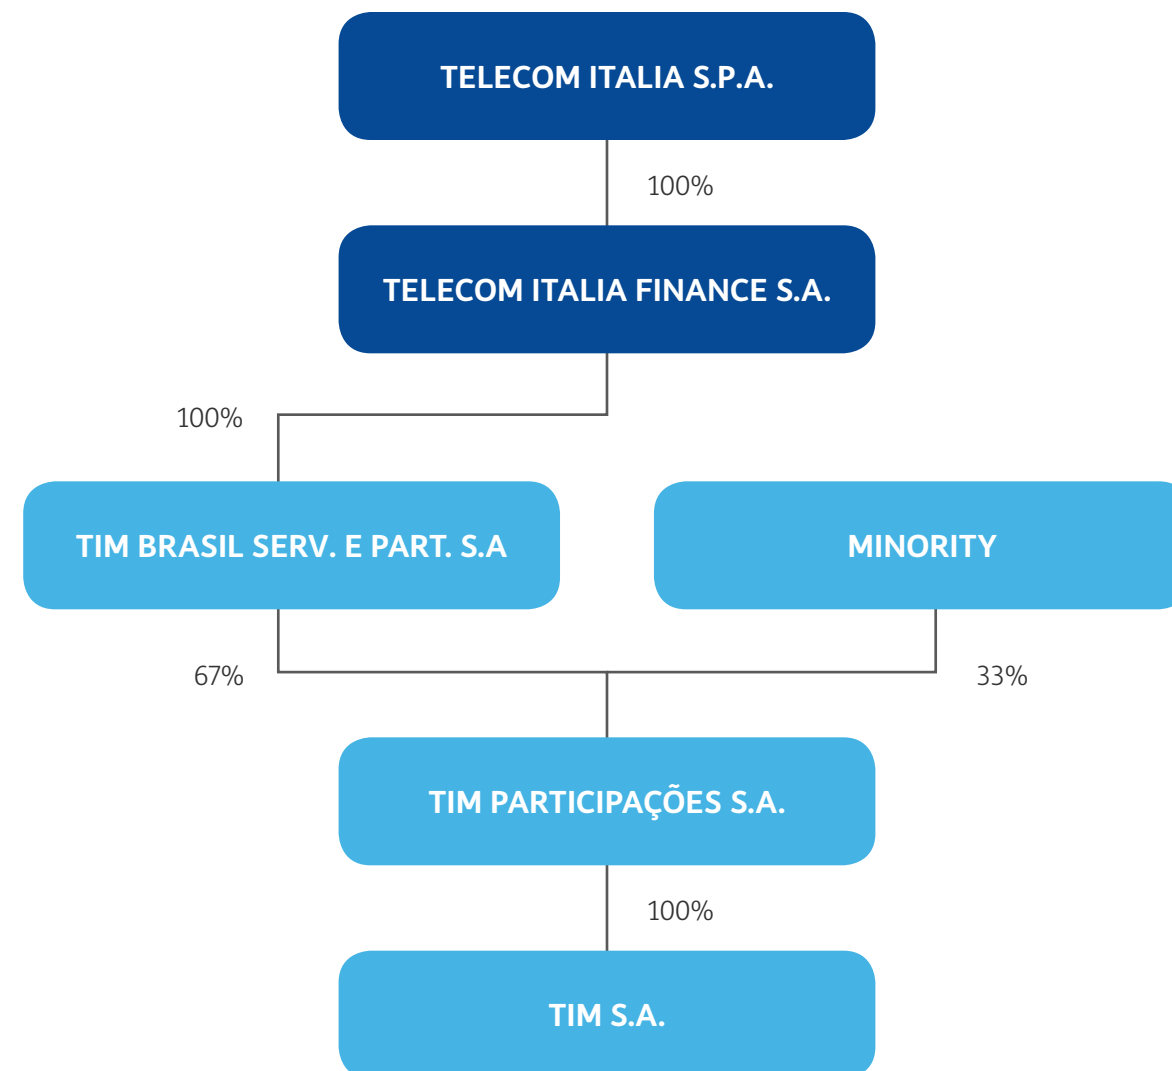 TELECOM ITALIA S.P.A.
100%
TELECOM ITALIA FINANCE S.A.
100%
TIM BRASIL SERV. E PART. S.A
MINORITY
67%
33%
TIM PARTICIPAÇÕES S.A.
100%
TIM S.A.